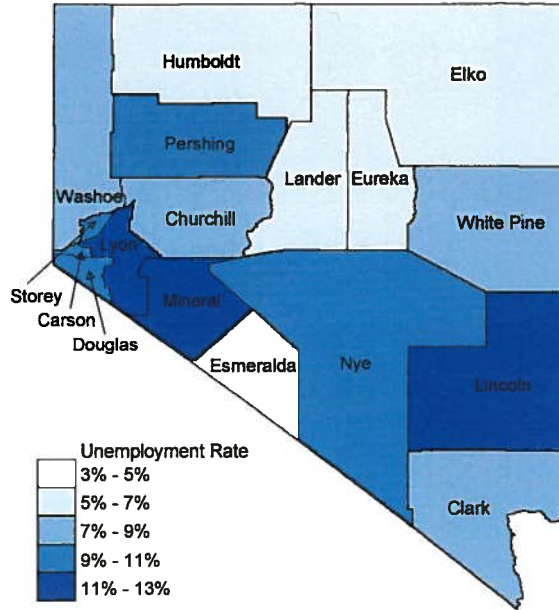 Humboldt
Elko
Pershing
Lander
Eureka
Washoe
Churchill
White Pine
Lyon
Storey
Carson
Mineral
Douglas
Esmeralda
Nye
Lincoln
Unemployment Rate
3% - 5%
5% - 7%
7% - 9%
9% - 11%
11% - 13%
Clark